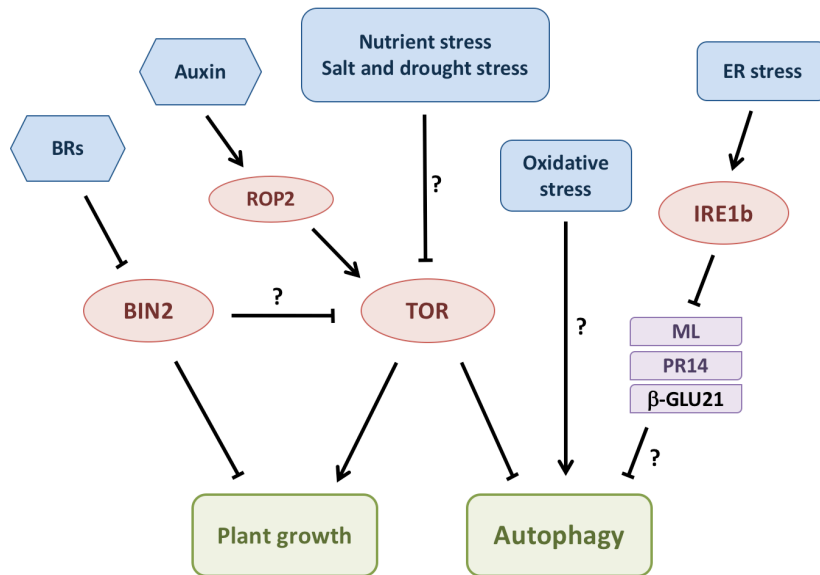 Nutrient stress
Salt and drought stress
Auxin
ER stress
BRs
Oxidative
stress
?
ROP2
IRE1b
BIN2
?
TOR
?
ML
PR14
β-GLU21
?
Plant growth
Autophagy